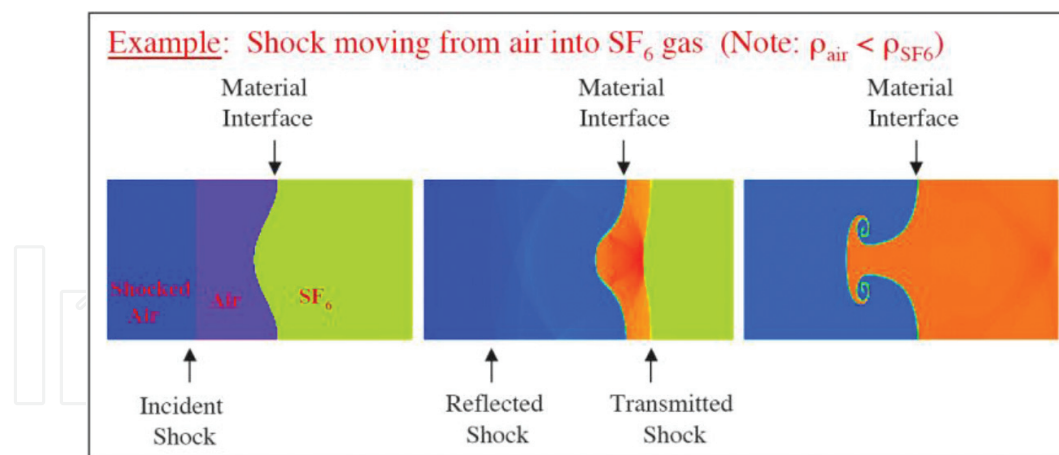 Example: Shock moving from air into SF₆ gas (Note: ρair < ρSF6)
Material
Interface
Material
Interface
Material
Interface
Shocked
Air
Air
SF₆
Incident
Shock
Reflected
Shock
Transmitted
Shock